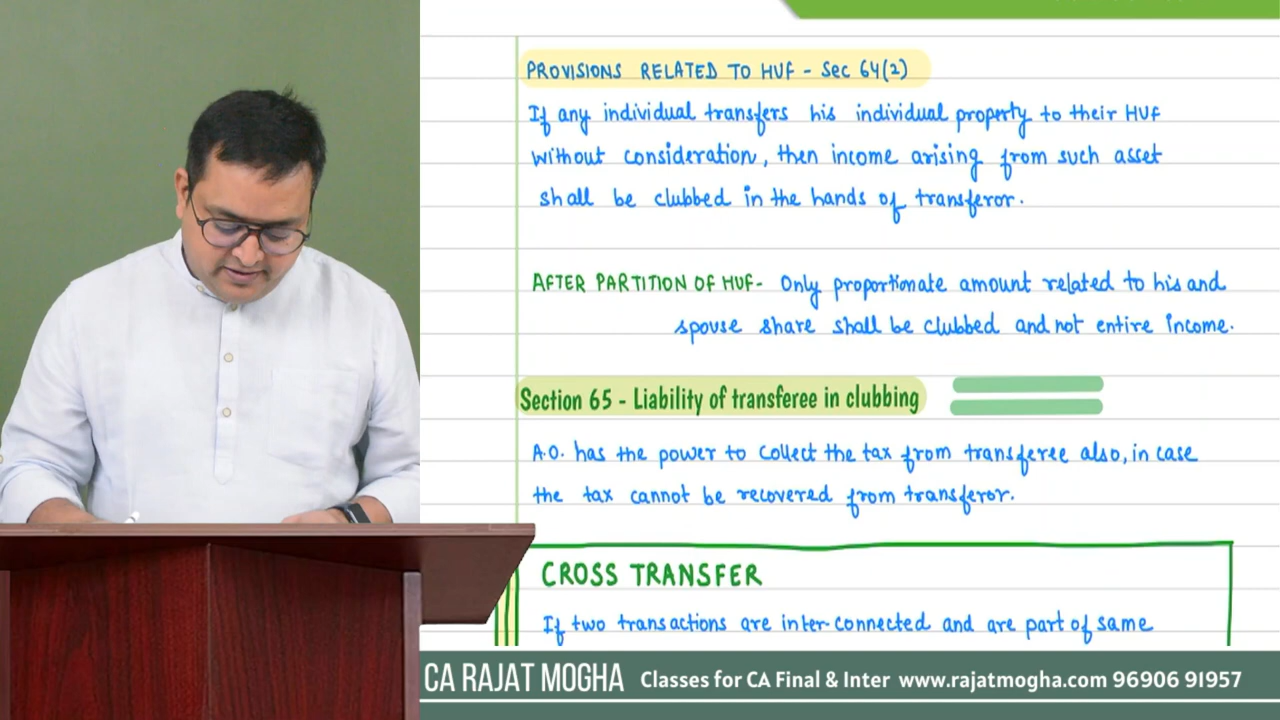 PROVISIONS RELATED TO HUF - Sec 64(2)
If any individual transfers his individual property to their HUF
without consideration, then income arising from such asset
shall be clubbed in the hands of transferor.
AFTER PARTITION OF HUF- Only proportionate amount related to his and
spouse share shall be clubbed and not entire income.
Section 65 - Liability of transferee in clubbing
A.O. has the power to collect the tax from transferee also, in case
the tax cannot be recovered from transferor.
CROSS TRANSFER
If two transactions are inter-connected and are part of same
CA RAJAT MOGHA Classes for CA Final & Inter www.rajatmogha.com 96906 91957